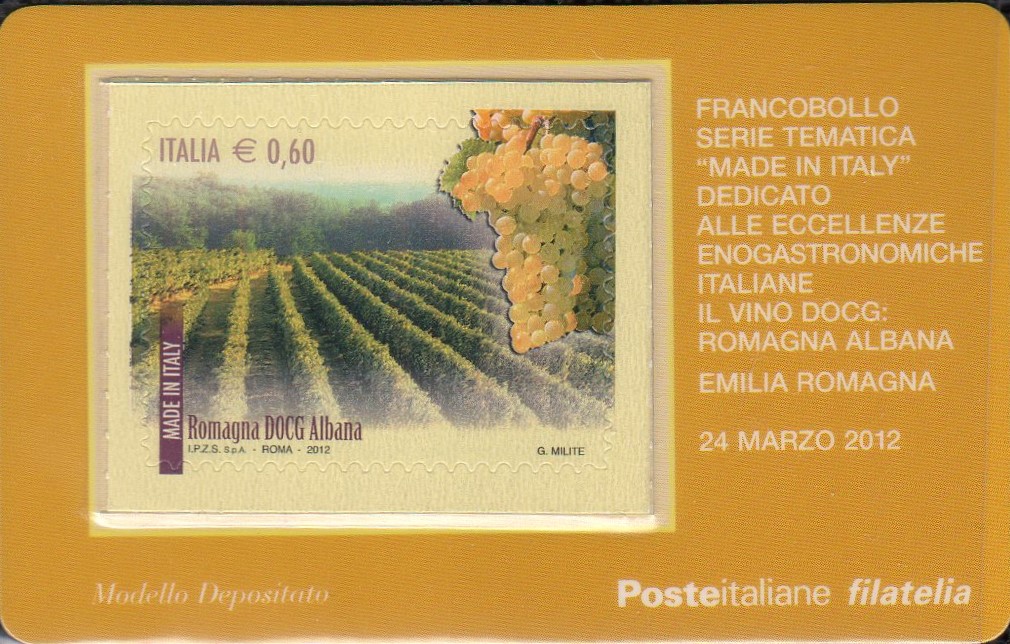 ITALIA € 0,60
MADE IN ITALY
Romagna DOCG Albana
I.P.Z.S. S.p.A. - ROMA - 2012
G. MILITE
FRANCOBOLLO
SERIE TEMATICA
“MADE IN ITALY”
DEDICATO
ALLE ECCELLENZE
ENOGASTRONOMICHE
ITALIANE
IL VINO DOCG:
ROMAGNA ALBANA
EMILIA ROMAGNA
24 MARZO 2012
Modello Depositato
Posteitaliane filatelia